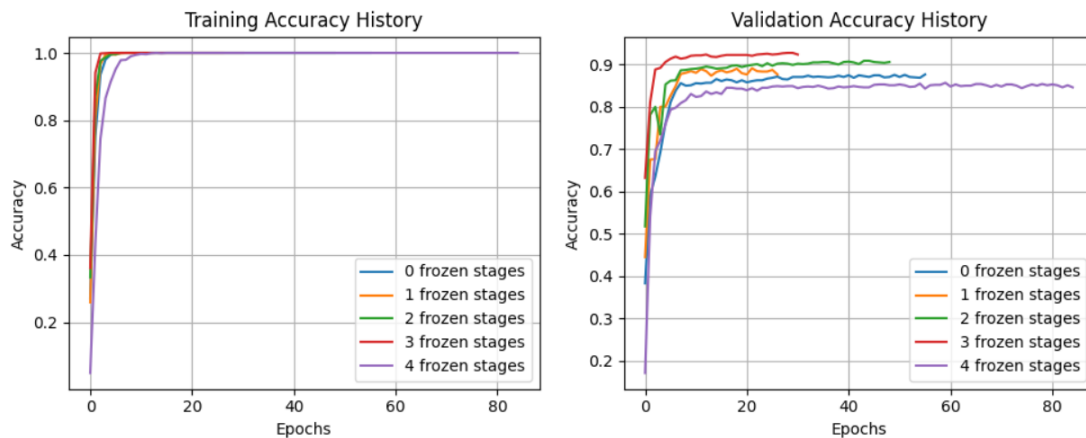 Training Accuracy History
1.0
0.8
0.6
0.4
0.2
Accuracy
0 frozen stages
1 frozen stages
2 frozen stages
3 frozen stages
4 frozen stages
0
20
40
60
80
Epochs
Validation Accuracy History
0.9
0.8
0.7
0.6
0.5
0.4
0.3
0.2
Accuracy
0 frozen stages
1 frozen stages
2 frozen stages
3 frozen stages
4 frozen stages
0
20
40
60
80
Epochs